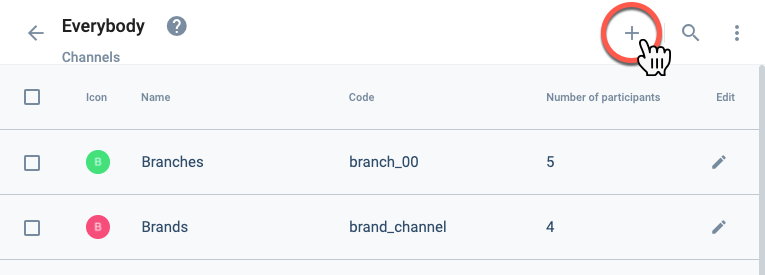 Everybody ?
Channels
Icon Name Code Number of participants Edit
B Branches branch_00 5
B Brands brand_channel 4